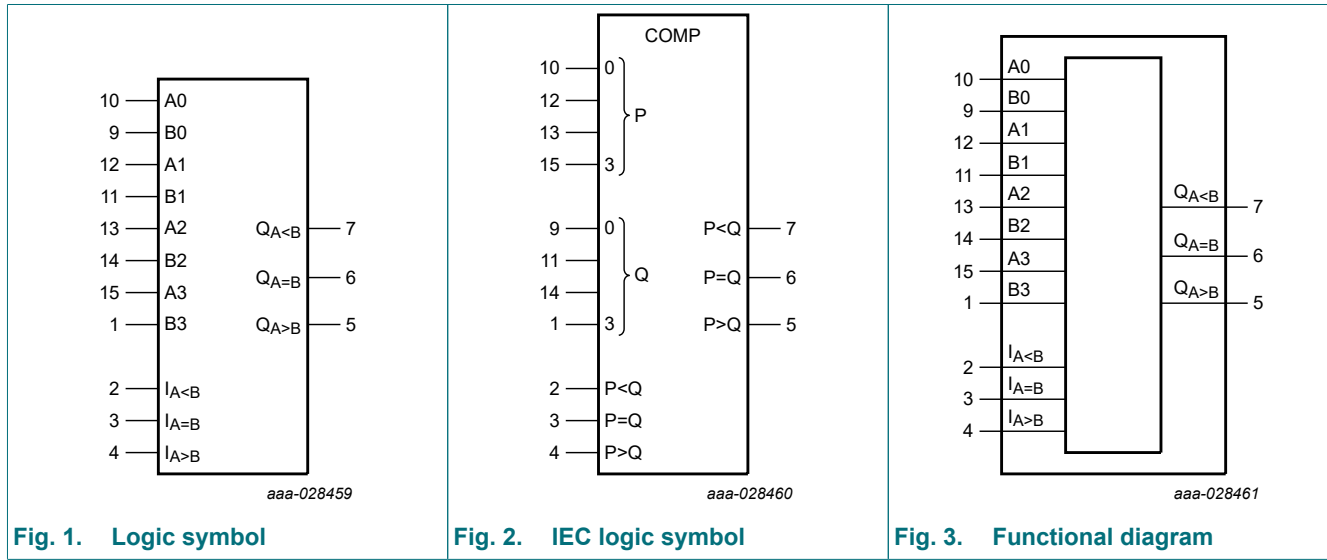 10 A0
9 B0
12 A1
11 B1
13 A2 QA<B 7
14 B2
QA=B 6
15 A3
1 B3 QA>B 5
2 IA<B
3 IA=B
4 IA>B
aaa-028459
Fig. 1. Logic symbol
COMP
10 0
12 P
13
15 3
9 0 P<Q 7
11
Q P=Q 6
14
1 3 P>Q 5
2 P<Q
3 P=Q
4 P>Q
aaa-028460
Fig. 2. IEC logic symbol
10 A0
9 B0
12 A1
11 B1
13 A2 QA<B 7
14 B2
QA=B 6
15 A3
1 B3 QA>B 5
2 IA<B
3 IA=B
4 IA>B
aaa-028461
Fig. 3. Functional diagram